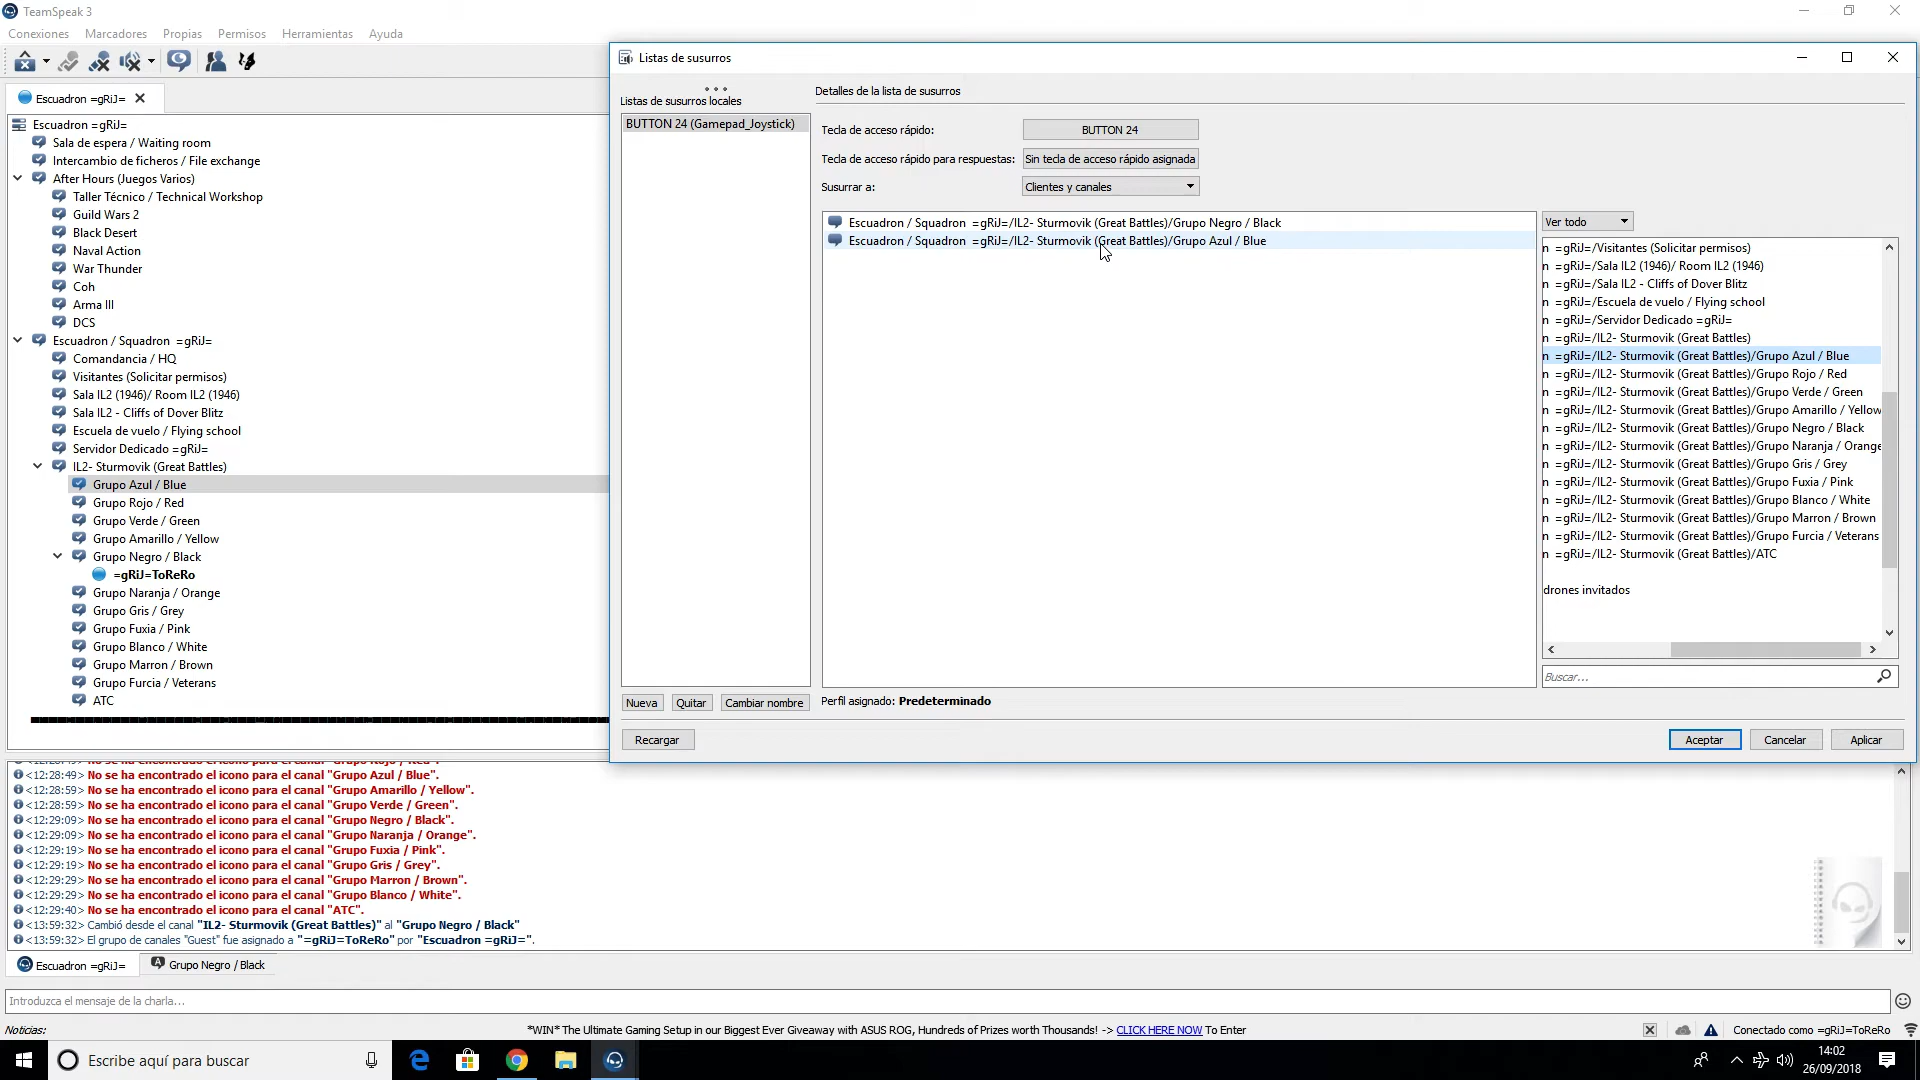 TeamSpeak 3
Conexiones Marcadores Propias Permisos Herramientas Ayuda
Escuadron =gRiJ=
Escuadron =gRiJ=
Sala de espera / Waiting room
Intercambio de ficheros / File exchange
After Hours (Juegos Varios)
Taller Técnico / Technical Workshop
Guild Wars 2
Black Desert
Naval Action
War Thunder
Coh
Arma III
DCS
Escuadron / Squadron =gRiJ=
Comandancia / HQ
Visitantes (Solicitar permisos)
Sala IL2 (1946)/ Room IL2 (1946)
Sala IL2 - Cliffs of Dover Blitz
Escuela de vuelo / Flying school
Servidor Dedicado =gRiJ=
IL2- Sturmovik (Great Battles)
Grupo Azul / Blue
Grupo Rojo / Red
Grupo Verde / Green
Grupo Amarillo / Yellow
Grupo Negro / Black
=gRiJ=ToReRo
Grupo Naranja / Orange
Grupo Gris / Grey
Grupo Fuxia / Pink
Grupo Blanco / White
Grupo Marron / Brown
Grupo Furcia / Veterans
ATC
Listas de susurros
Listas de susurros locales
BUTTON 24 (Gamepad_Joystick)
Nueva Quitar Cambiar nombre
Recargar
Detalles de la lista de susurros
Tecla de acceso rápido: BUTTON 24
Tecla de acceso rápido para respuestas: Sin tecla de acceso rápido asignada
Susurrar a: Clientes y canales
Escuadron / Squadron =gRiJ=/IL2- Sturmovik (Great Battles)/Grupo Negro / Black
Escuadron / Squadron =gRiJ=/IL2- Sturmovik (Great Battles)/Grupo Azul / Blue
Perfil asignado: Predeterminado
Ver todo
n =gRiJ=/Visitantes (Solicitar permisos)
n =gRiJ=/Sala IL2 (1946)/ Room IL2 (1946)
n =gRiJ=/Sala IL2 - Cliffs of Dover Blitz
n =gRiJ=/Escuela de vuelo / Flying school
n =gRiJ=/Servidor Dedicado =gRiJ=
n =gRiJ=/IL2- Sturmovik (Great Battles)
n =gRiJ=/IL2- Sturmovik (Great Battles)/Grupo Azul / Blue
n =gRiJ=/IL2- Sturmovik (Great Battles)/Grupo Rojo / Red
n =gRiJ=/IL2- Sturmovik (Great Battles)/Grupo Verde / Green
n =gRiJ=/IL2- Sturmovik (Great Battles)/Grupo Amarillo / Yellow
n =gRiJ=/IL2- Sturmovik (Great Battles)/Grupo Negro / Black
n =gRiJ=/IL2- Sturmovik (Great Battles)/Grupo Naranja / Orange
n =gRiJ=/IL2- Sturmovik (Great Battles)/Grupo Gris / Grey
n =gRiJ=/IL2- Sturmovik (Great Battles)/Grupo Fuxia / Pink
n =gRiJ=/IL2- Sturmovik (Great Battles)/Grupo Blanco / White
n =gRiJ=/IL2- Sturmovik (Great Battles)/Grupo Marron / Brown
n =gRiJ=/IL2- Sturmovik (Great Battles)/Grupo Furcia / Veterans
n =gRiJ=/IL2- Sturmovik (Great Battles)/ATC
drones invitados
Buscar...
Aceptar Cancelar Aplicar
<12:28:49> No se ha encontrado el icono para el canal "Grupo Rojo / Red".
<12:28:49> No se ha encontrado el icono para el canal "Grupo Azul / Blue".
<12:28:59> No se ha encontrado el icono para el canal "Grupo Amarillo / Yellow".
<12:28:59> No se ha encontrado el icono para el canal "Grupo Verde / Green".
<12:29:09> No se ha encontrado el icono para el canal "Grupo Negro / Black".
<12:29:09> No se ha encontrado el icono para el canal "Grupo Naranja / Orange".
<12:29:19> No se ha encontrado el icono para el canal "Grupo Fuxia / Pink".
<12:29:19> No se ha encontrado el icono para el canal "Grupo Gris / Grey".
<12:29:29> No se ha encontrado el icono para el canal "Grupo Marron / Brown".
<12:29:29> No se ha encontrado el icono para el canal "Grupo Blanco / White".
<12:29:40> No se ha encontrado el icono para el canal "ATC".
<13:59:32> Cambió desde el canal "IL2- Sturmovik (Great Battles)" al "Grupo Negro / Black"
<13:59:32> El grupo de canales "Guest" fue asignado a "=gRiJ=ToReRo" por "Escuadron =gRiJ=".
Escuadron =gRiJ= Grupo Negro / Black
Introduzca el mensaje de la charla...
Noticias: *WIN* The Ultimate Gaming Setup in our Biggest Ever Giveaway with ASUS ROG, Hundreds of Prizes worth Thousands! -> CLICK HERE NOW To Enter Conectado como =gRiJ=ToReRo
Escribe aquí para buscar
14:02
26/09/2018